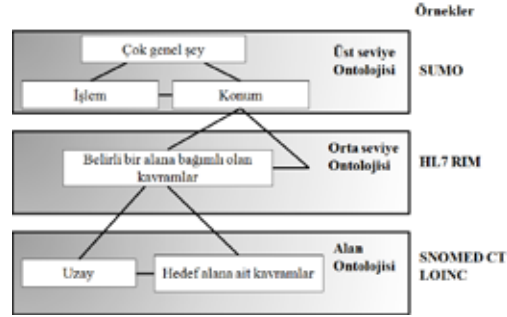 Örnekler
Çok genel şey
Üst seviye
Ontolojisi
SUMO
İşlem
Konum
Orta seviye
Ontolojisi
HL7 RIM
Belirli bir alana bağımlı olan
kavramlar
Alan
Ontolojisi
SNOMED CT
LOINC
Uzay
Hedef alana ait kavramlar